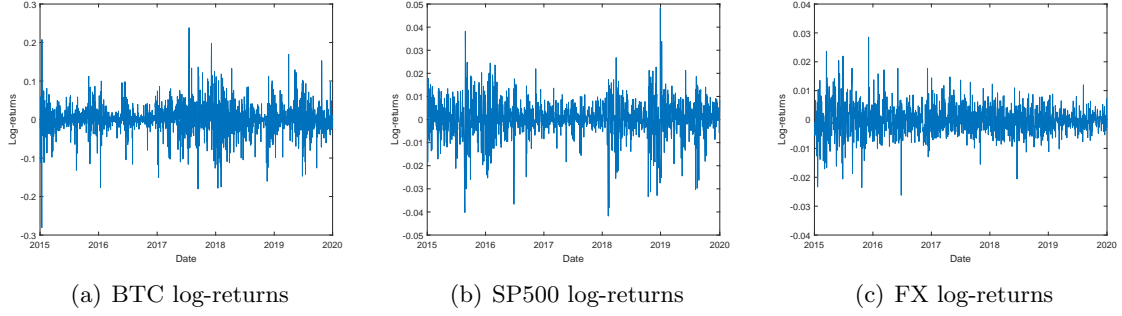 0.3
0.2
0.1
0
-0.1
-0.2
-0.3
Log-returns
2015 2016 2017 2018 2019 2020
Date
(a) BTC log-returns
0.05
0.04
0.03
0.02
0.01
0
-0.01
-0.02
-0.03
-0.04
-0.05
Log-returns
2015 2016 2017 2018 2019 2020
Date
(b) SP500 log-returns
0.04
0.03
0.02
0.01
0
-0.01
-0.02
-0.03
-0.04
Log-returns
2015 2016 2017 2018 2019 2020
Date
(c) FX log-returns